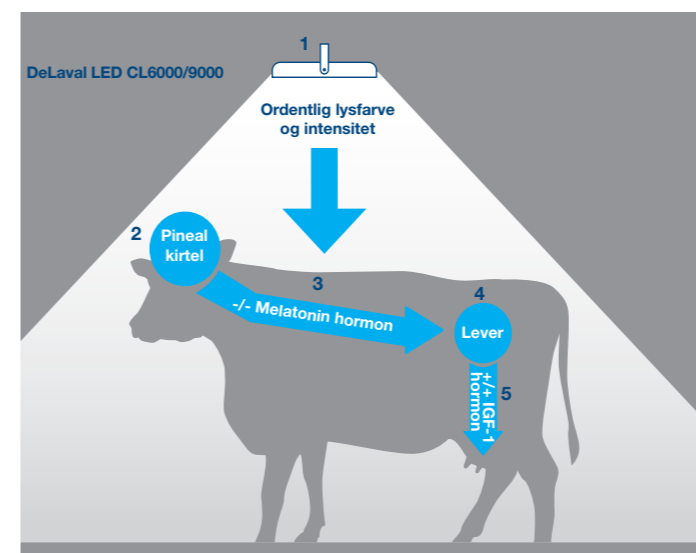 1
DeLaval LED CL6000/9000
Ordentlig lysfarve
og intensitet
2
Pineal
kirtel
3
-/- Melatonin hormon
4
Lever
5
+/+ IGF-1
hormon